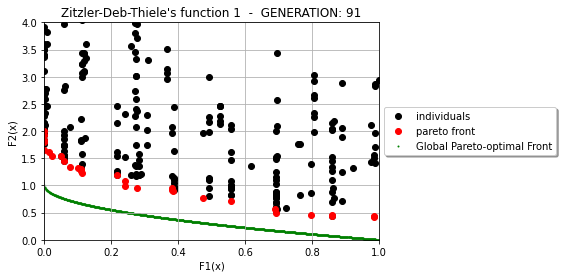 Zitzler-Deb-Thiele's function 1 - GENERATION: 91
4.0
3.5
3.0
2.5
2.0
1.5
1.0
0.5
0.0
F2(x)
0.0 0.2 0.4 0.6 0.8 1.0
F1(x)
individuals
pareto front
Global Pareto-optimal Front